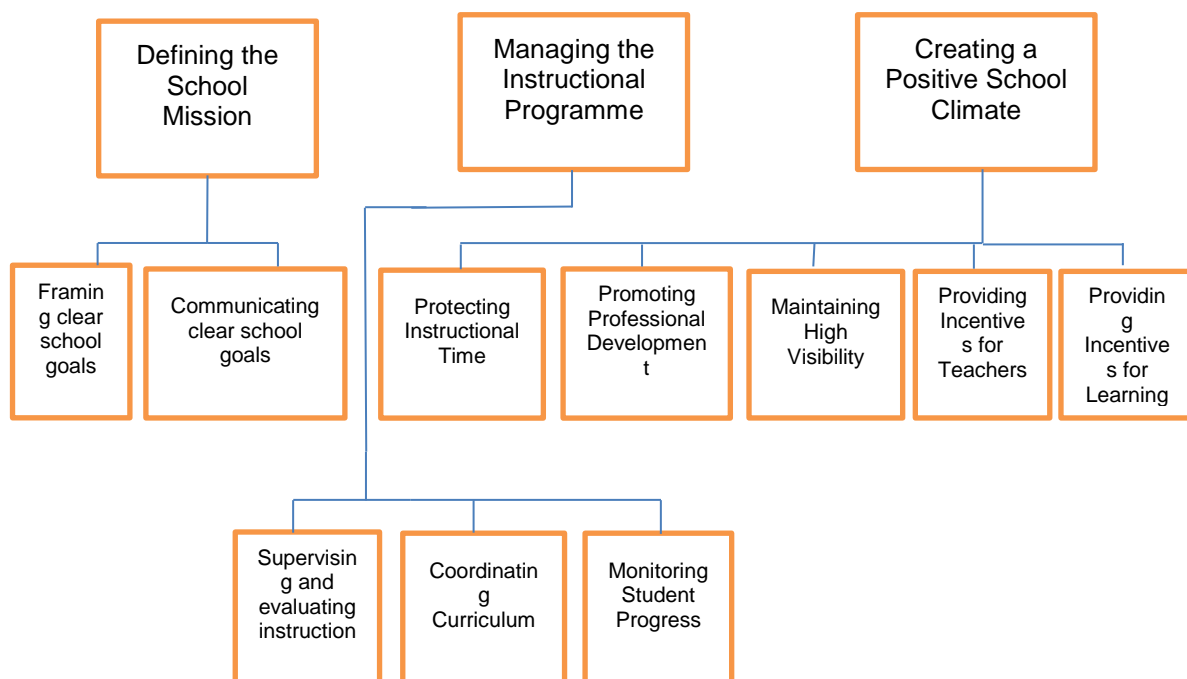 Defining the
School
Mission
Managing the
Instructional
Programme
Creating a
Positive School
Climate
Framin
g clear
school
goals
Communicating
clear school
goals
Protecting
Instructional
Time
Promoting
Professional
Developmen
t
Maintaining
High
Visibility
Providing
Incentive
s for
Teachers
Providin
g
Incentive
s for
Learning
Supervisin
g and
evaluating
instruction
Coordinatin
g
Curriculum
Monitoring
Student
Progress